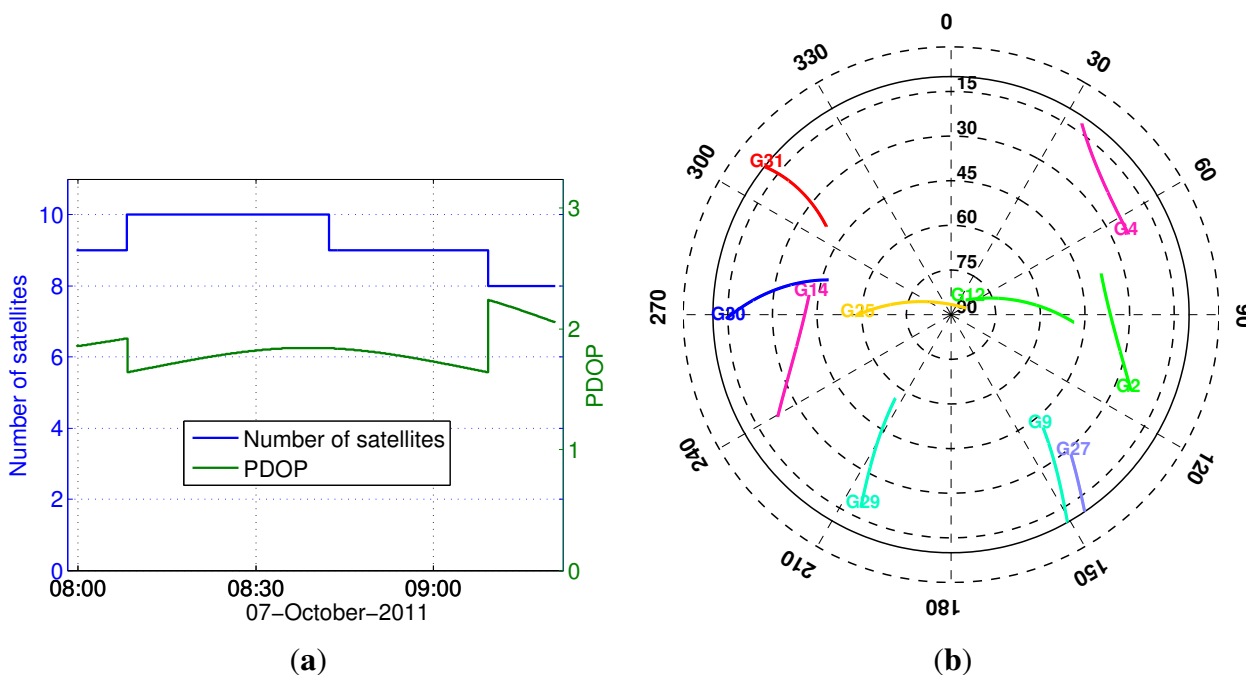 10
8
6
4
2
0
Number of satellites
3
2
1
0
PDOP
Number of satellites
PDOP
08:00 08:30 09:00
07-October-2011
(a)
0
30
60
90
120
150
180
210
240
270
300
330
15
30
45
60
75
90
G31
G4
G30
G14
G25
G12
G2
G9
G27
G29
(b)